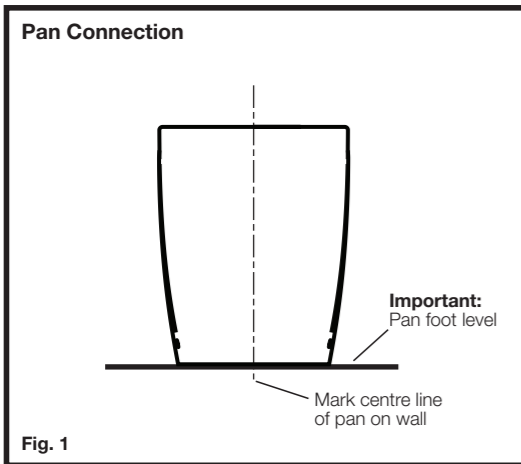 Pan Connection
Important:
Pan foot level
Mark centre line
of pan on wall
Fig. 1